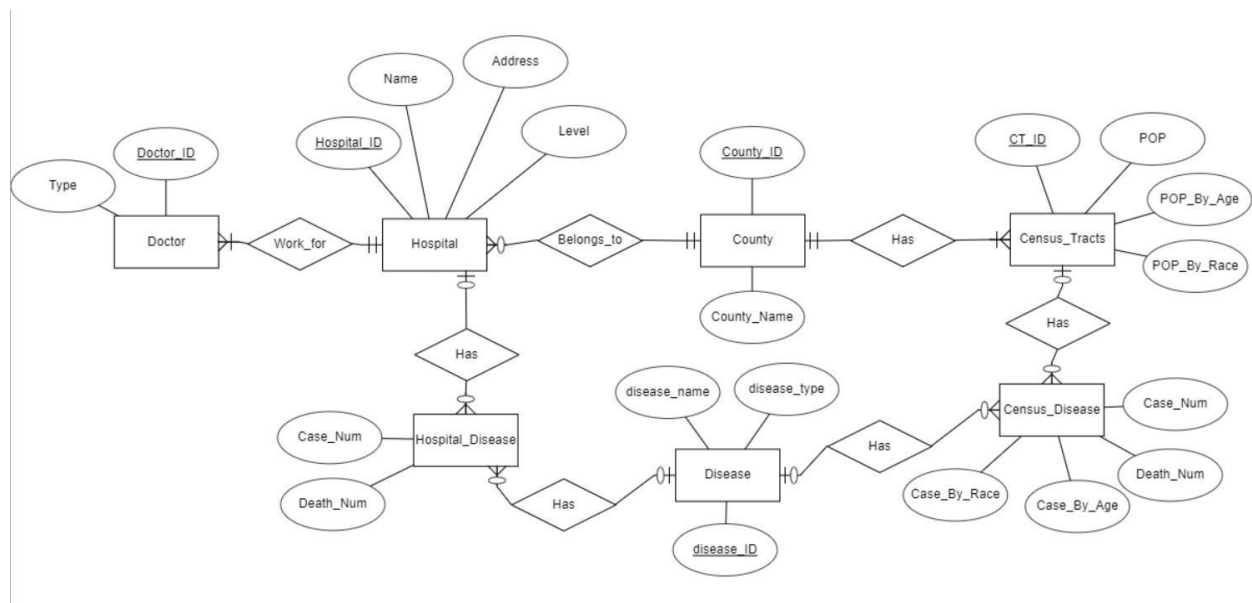 Address
Name
Level
Hospital_ID
Doctor_ID
Type
County_ID
CT_ID
POP
POP_By_Age
POP_By_Race
Doctor
Work_for
Hospital
Belongs_to
County
Has
Census_Tracts
County_Name
Has
Has
disease_name
disease_type
Case_Num
Hospital_Disease
Death_Num
Has
Disease
Has
Census_Disease
Case_Num
Death_Num
Case_By_Race
Case_By_Age
disease_ID